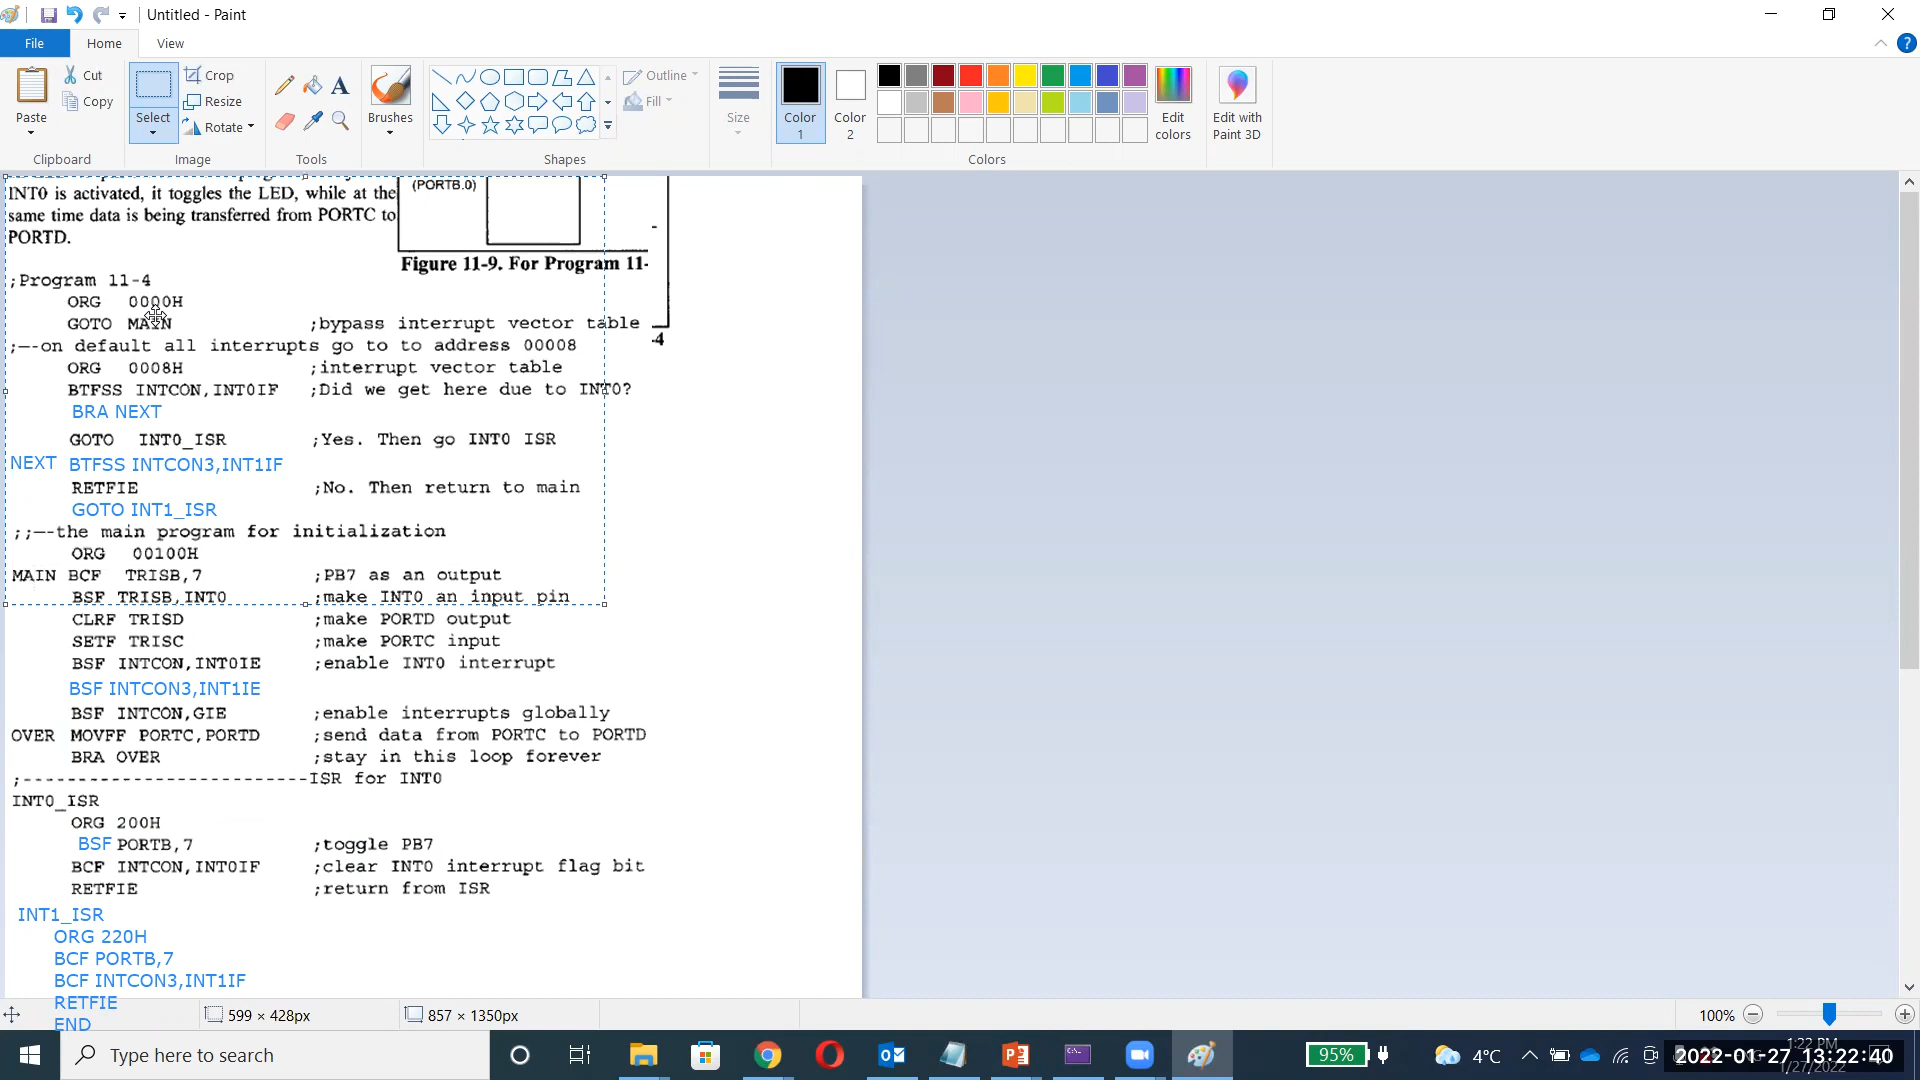 Untitled - Paint
File Home View
Paste
Cut
Copy
Clipboard
Select
Crop
Resize
Rotate
Image
Tools
Brushes
Shapes
Outline
Fill
Size
Color 1
Color 2
Colors
Edit colors
Edit with Paint 3D
INT0 is activated, it toggles the LED, while at the
same time data is being transferred from PORTC to
PORTD.
(PORTB.0)
Figure 11-9. For Program 11-
-4
;Program 11-4
ORG 0000H
GOTO MAIN ;bypass interrupt vector table
;—-on default all interrupts go to to address 00008
ORG 0008H ;interrupt vector table
BTFSS INTCON,INT0IF ;Did we get here due to INT0?
BRA NEXT
GOTO INT0_ISR ;Yes. Then go INT0 ISR
NEXT BTFSS INTCON3,INT1IF
RETFIE ;No. Then return to main
GOTO INT1_ISR
;;—-the main program for initialization
ORG 00100H
MAIN BCF TRISB,7 ;PB7 as an output
BSF TRISB,INT0 ;make INT0 an input pin
CLRF TRISD ;make PORTD output
SETF TRISC ;make PORTC input
BSF INTCON,INT0IE ;enable INT0 interrupt
BSF INTCON3,INT1IE
BSF INTCON,GIE ;enable interrupts globally
OVER MOVFF PORTC,PORTD ;send data from PORTC to PORTD
BRA OVER ;stay in this loop forever
;--------------------------ISR for INT0
INT0_ISR
ORG 200H
BSF PORTB,7 ;toggle PB7
BCF INTCON,INT0IF ;clear INT0 interrupt flag bit
RETFIE ;return from ISR
INT1_ISR
ORG 220H
BCF PORTB,7
BCF INTCON3,INT1IF
RETFIE
END
599 × 428px
857 × 1350px
100%
Type here to search
95%
4°C
1:22 PM
2022-01-27 13:22:40
1/27/2022